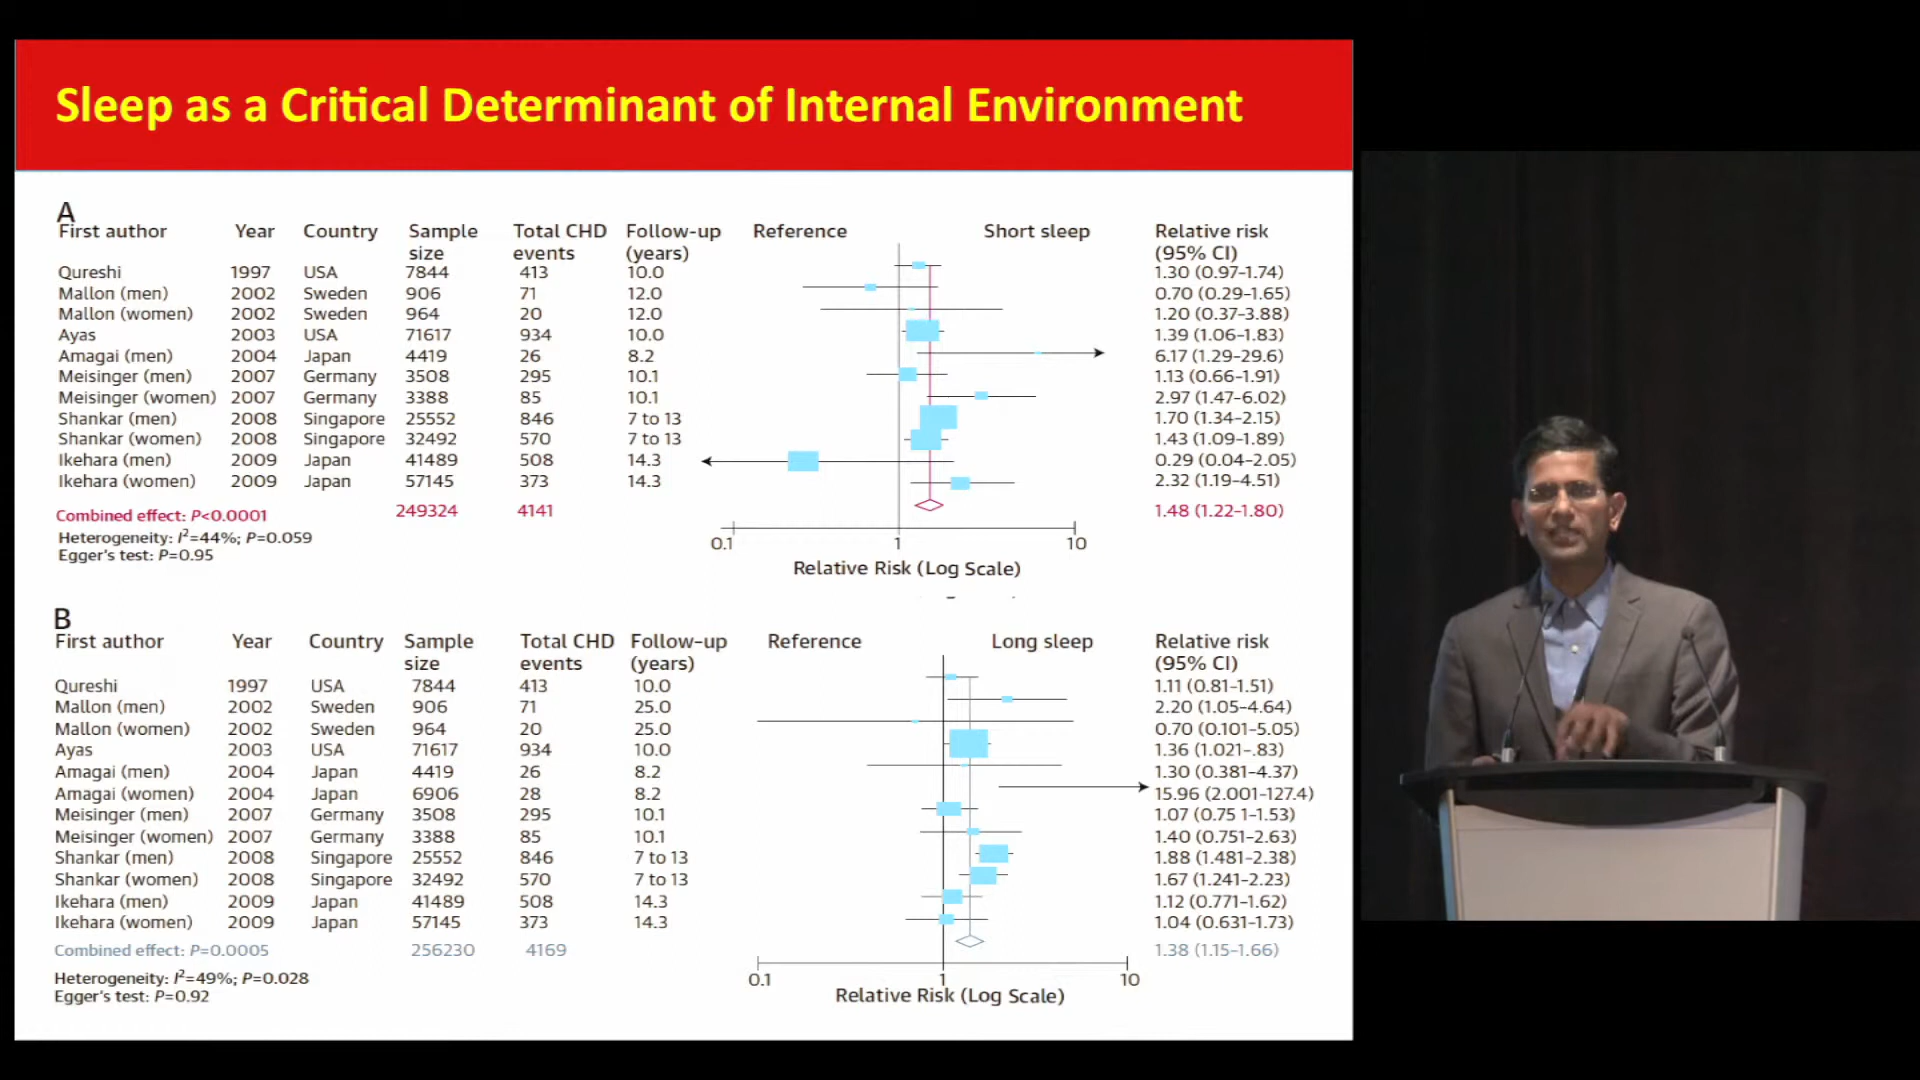 Sleep as a Critical Determinant of Internal Environment
A
First author Year Country Sample size Total CHD events Follow-up (years) Reference Short sleep Relative risk (95% CI)
Qureshi 1997 USA 7844 413 10.0 1.30 (0.97–1.74)
Mallon (men) 2002 Sweden 906 71 12.0 0.70 (0.29–1.65)
Mallon (women) 2002 Sweden 964 20 12.0 1.20 (0.37–3.88)
Ayas 2003 USA 71617 934 10.0 1.39 (1.06–1.83)
Amagai (men) 2004 Japan 4419 26 8.2 6.17 (1.29–29.6)
Meisinger (men) 2007 Germany 3508 295 10.1 1.13 (0.66–1.91)
Meisinger (women) 2007 Germany 3388 85 10.1 2.97 (1.47–6.02)
Shankar (men) 2008 Singapore 25552 846 7 to 13 1.70 (1.34–2.15)
Shankar (women) 2008 Singapore 32492 570 7 to 13 1.43 (1.09–1.89)
Ikehara (men) 2009 Japan 41489 508 14.3 0.29 (0.04–2.05)
Ikehara (women) 2009 Japan 57145 373 14.3 2.32 (1.19–4.51)
Combined effect: P<0.0001 249324 4141 1.48 (1.22–1.80)
Heterogeneity: I²=44%; P=0.059
Egger's test: P=0.95
0.1 1 10
Relative Risk (Log Scale)
B
First author Year Country Sample size Total CHD events Follow-up (years) Reference Long sleep Relative risk (95% CI)
Qureshi 1997 USA 7844 413 10.0 1.11 (0.81–1.51)
Mallon (men) 2002 Sweden 906 71 25.0 2.20 (1.05–4.64)
Mallon (women) 2002 Sweden 964 20 25.0 0.70 (0.101–5.05)
Ayas 2003 USA 71617 934 10.0 1.36 (1.021–.83)
Amagai (men) 2004 Japan 4419 26 8.2 1.30 (0.381–4.37)
Amagai (women) 2004 Japan 6906 28 8.2 15.96 (2.001–127.4)
Meisinger (men) 2007 Germany 3508 295 10.1 1.07 (0.75 1–1.53)
Meisinger (women) 2007 Germany 3388 85 10.1 1.40 (0.751–2.63)
Shankar (men) 2008 Singapore 25552 846 7 to 13 1.88 (1.481–2.38)
Shankar (women) 2008 Singapore 32492 570 7 to 13 1.67 (1.241–2.23)
Ikehara (men) 2009 Japan 41489 508 14.3 1.12 (0.771–1.62)
Ikehara (women) 2009 Japan 57145 373 14.3 1.04 (0.631–1.73)
Combined effect: P=0.0005 256230 4169 1.38 (1.15–1.66)
Heterogeneity: I²=49%; P=0.028
Egger's test: P=0.92
0.1 1 10
Relative Risk (Log Scale)